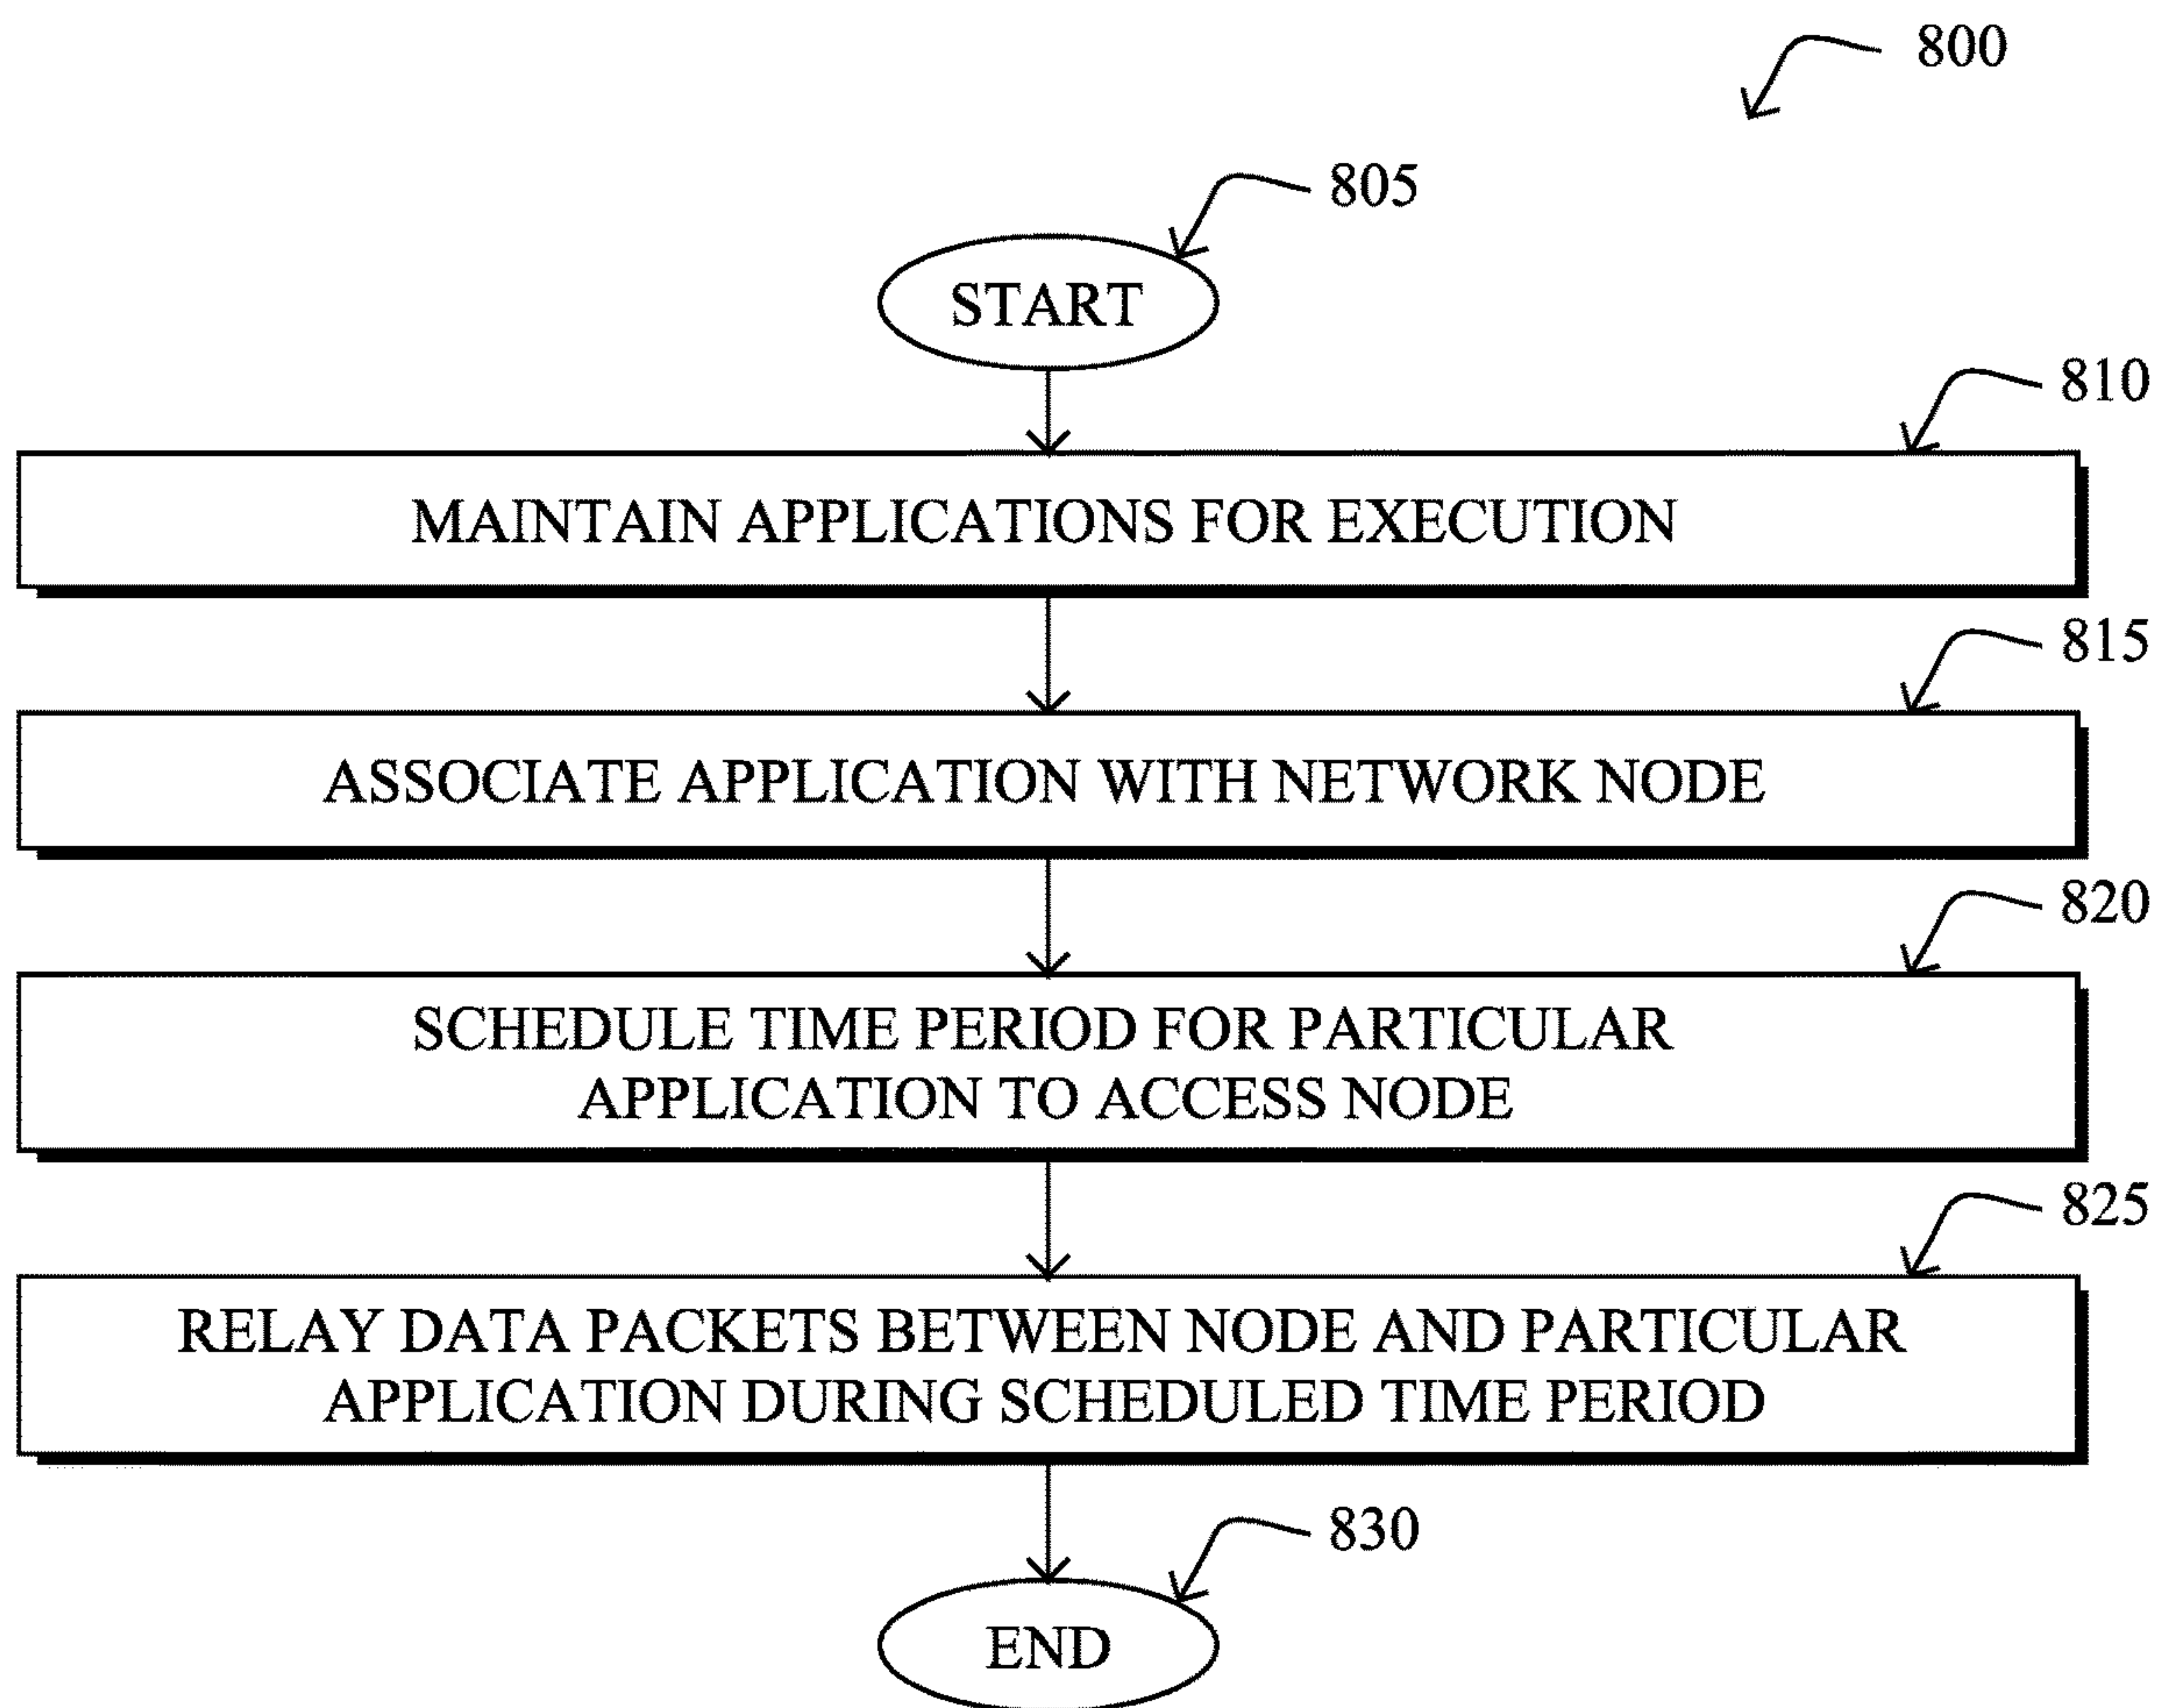 800
805
START
810
MAINTAIN APPLICATIONS FOR EXECUTION
815
ASSOCIATE APPLICATION WITH NETWORK NODE
820
SCHEDULE TIME PERIOD FOR PARTICULAR
APPLICATION TO ACCESS NODE
825
RELAY DATA PACKETS BETWEEN NODE AND PARTICULAR
APPLICATION DURING SCHEDULED TIME PERIOD
830
END